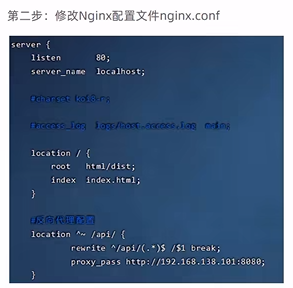 第二步：修改Nginx配置文件nginx.conf
server {
listen 80;
server_name localhost;
#charset koi8-r;
#access_log logs/host.access.log main;
location / {
root html/dist;
index index.html;
}
#反向代理配置
location ^~ /api/ {
rewrite ^/api/(.*)$ /$1 break;
proxy_pass http://192.168.138.101:8080;
}